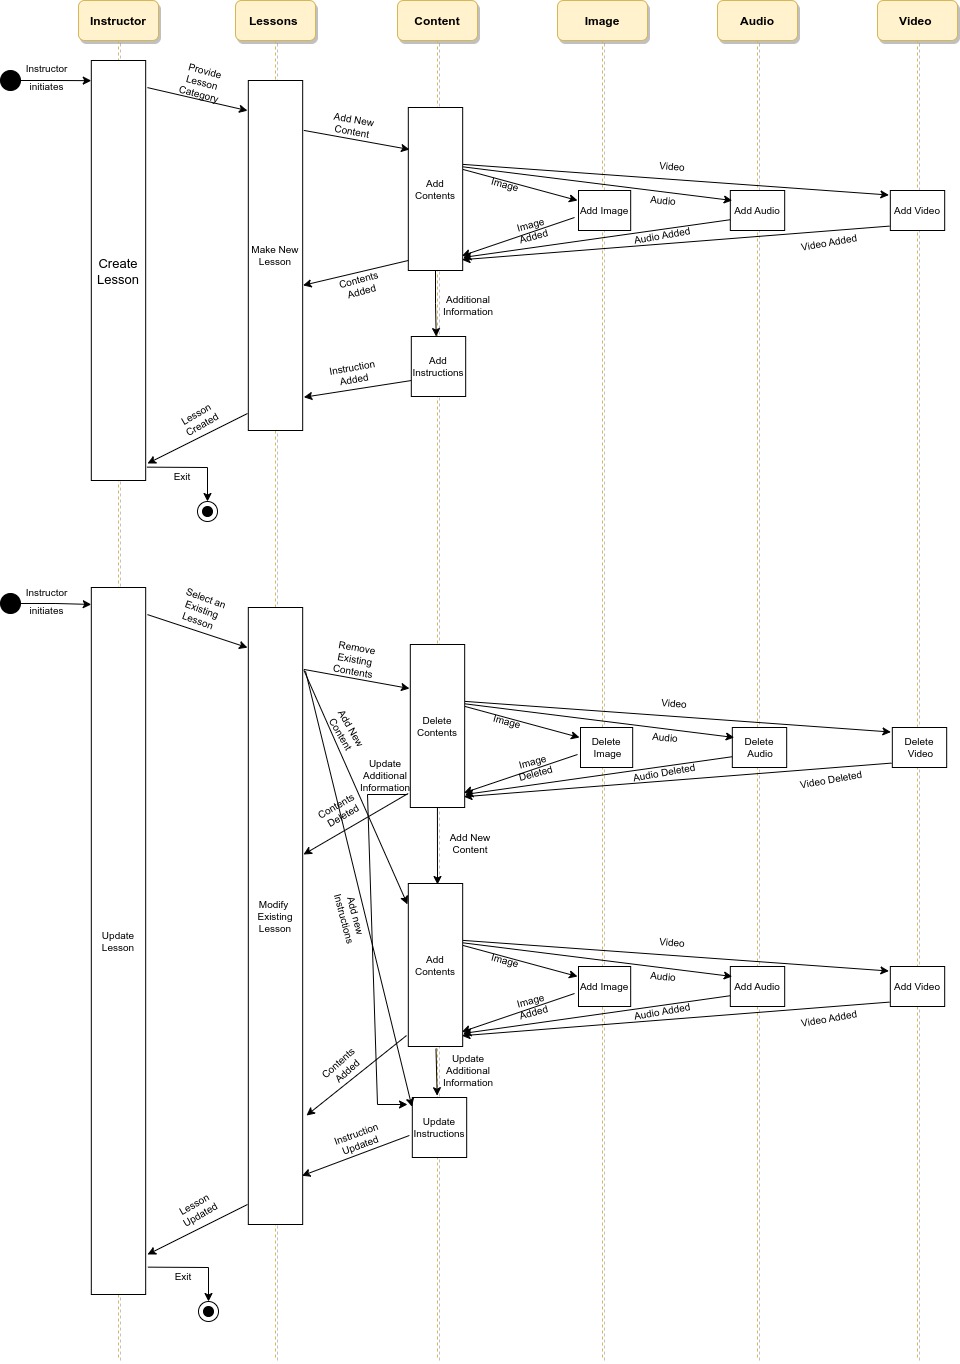 Instructor
Lessons
Content
Image
Audio
Video
Instructor
initiates
Provide
Lesson
Category
Add New
Content
Video
Image
Audio
Add
Contents
Add Image
Add Audio
Add Video
Image
Added
Audio Added
Video Added
Make New
Lesson
Create
Lesson
Contents
Added
Additional
Information
Add
Instructions
Instruction
Added
Lesson
Created
Exit
Instructor
initiates
Select an
Existing
Lesson
Remove
Existing
Contents
Video
Image
Audio
Add New
Content
Delete
Contents
Delete
Image
Delete
Audio
Delete
Video
Update
Additional
Information
Image
Deleted
Audio Deleted
Video Deleted
Contents
Deleted
Add New
Content
Modify
Existing
Lesson
Add new
Instructions
Update
Lesson
Video
Image
Audio
Add
Contents
Add Image
Add Audio
Add Video
Image
Added
Audio Added
Video Added
Contents
Added
Update
Additional
Information
Update
Instructions
Instruction
Updated
Lesson
Updated
Exit